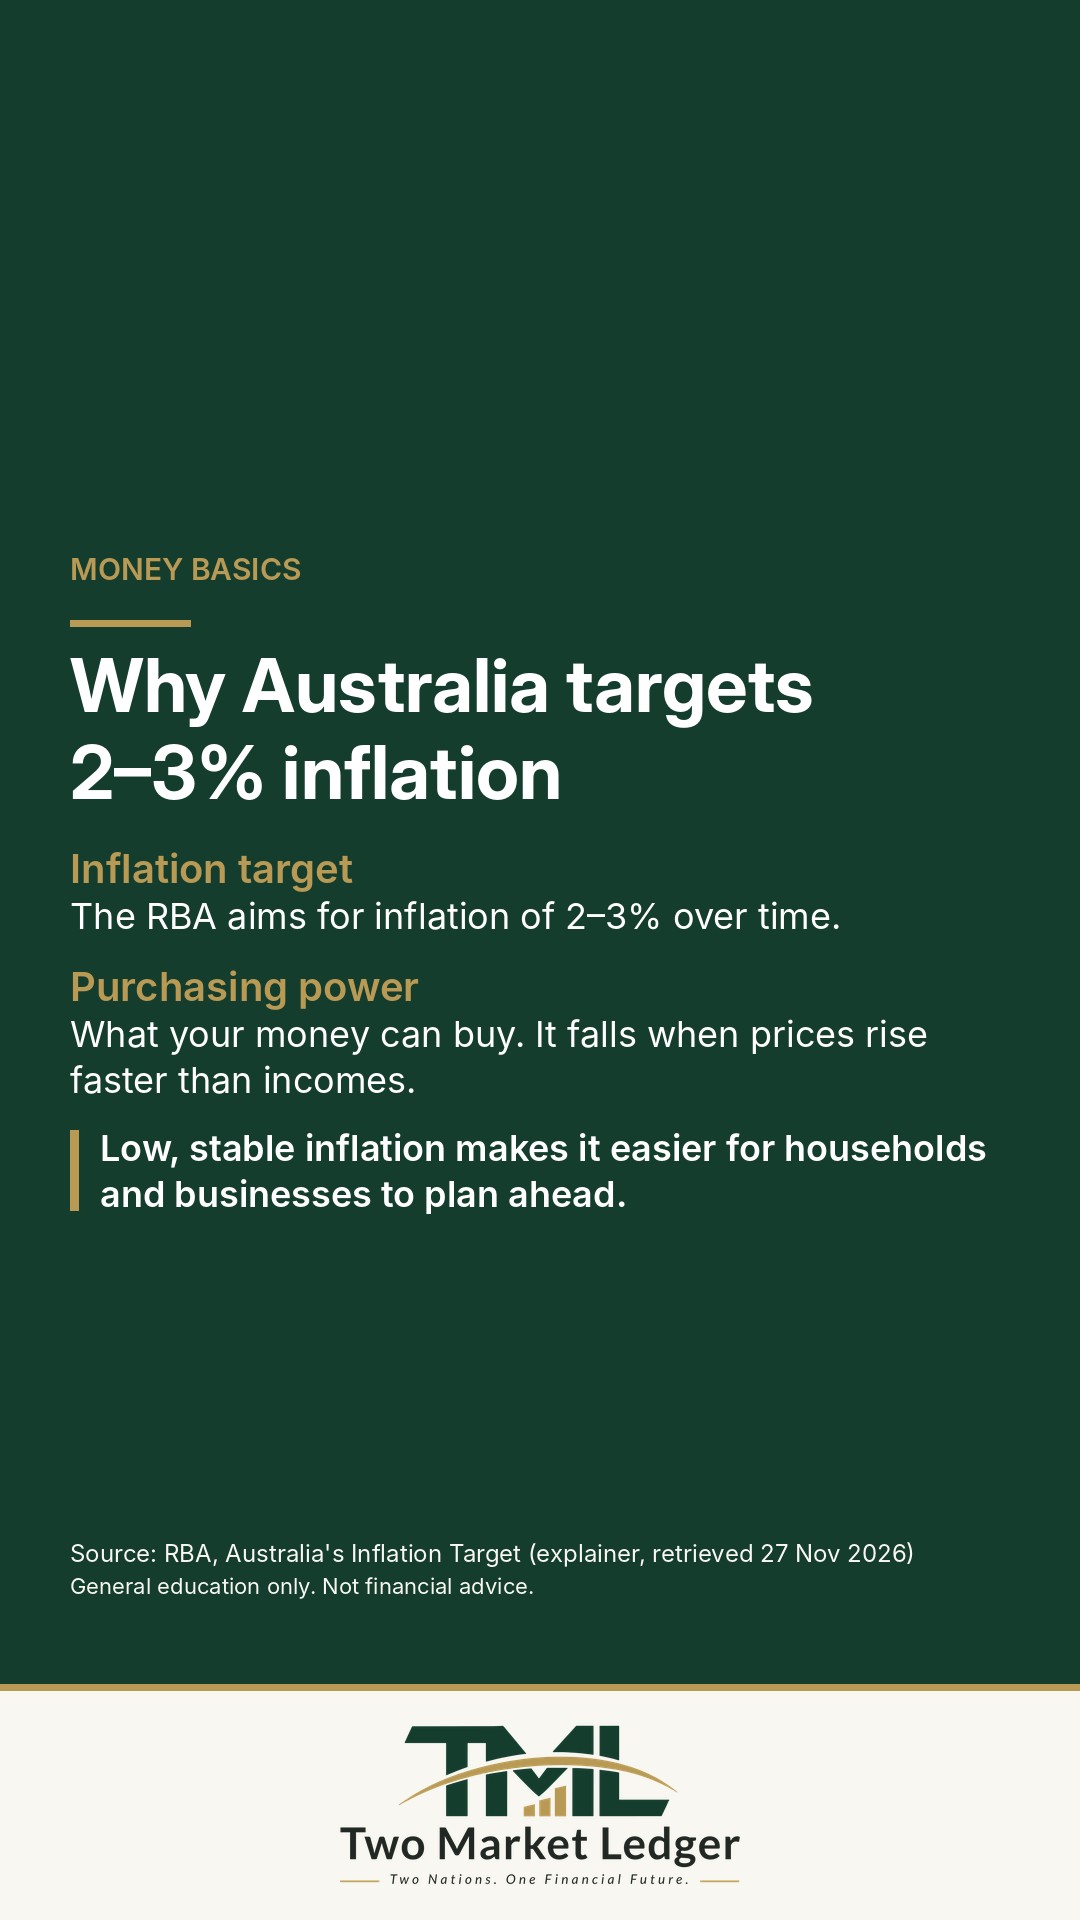 MONEY BASICS
Why Australia targets
2–3% inflation
Inflation target
The RBA aims for inflation of 2–3% over time.
Purchasing power
What your money can buy. It falls when prices rise
faster than incomes.
Low, stable inflation makes it easier for households
and businesses to plan ahead.
Source: RBA, Australia's Inflation Target (explainer, retrieved 27 Nov 2026)
General education only. Not financial advice.
TML
Two Market Ledger
Two Nations. One Financial Future.